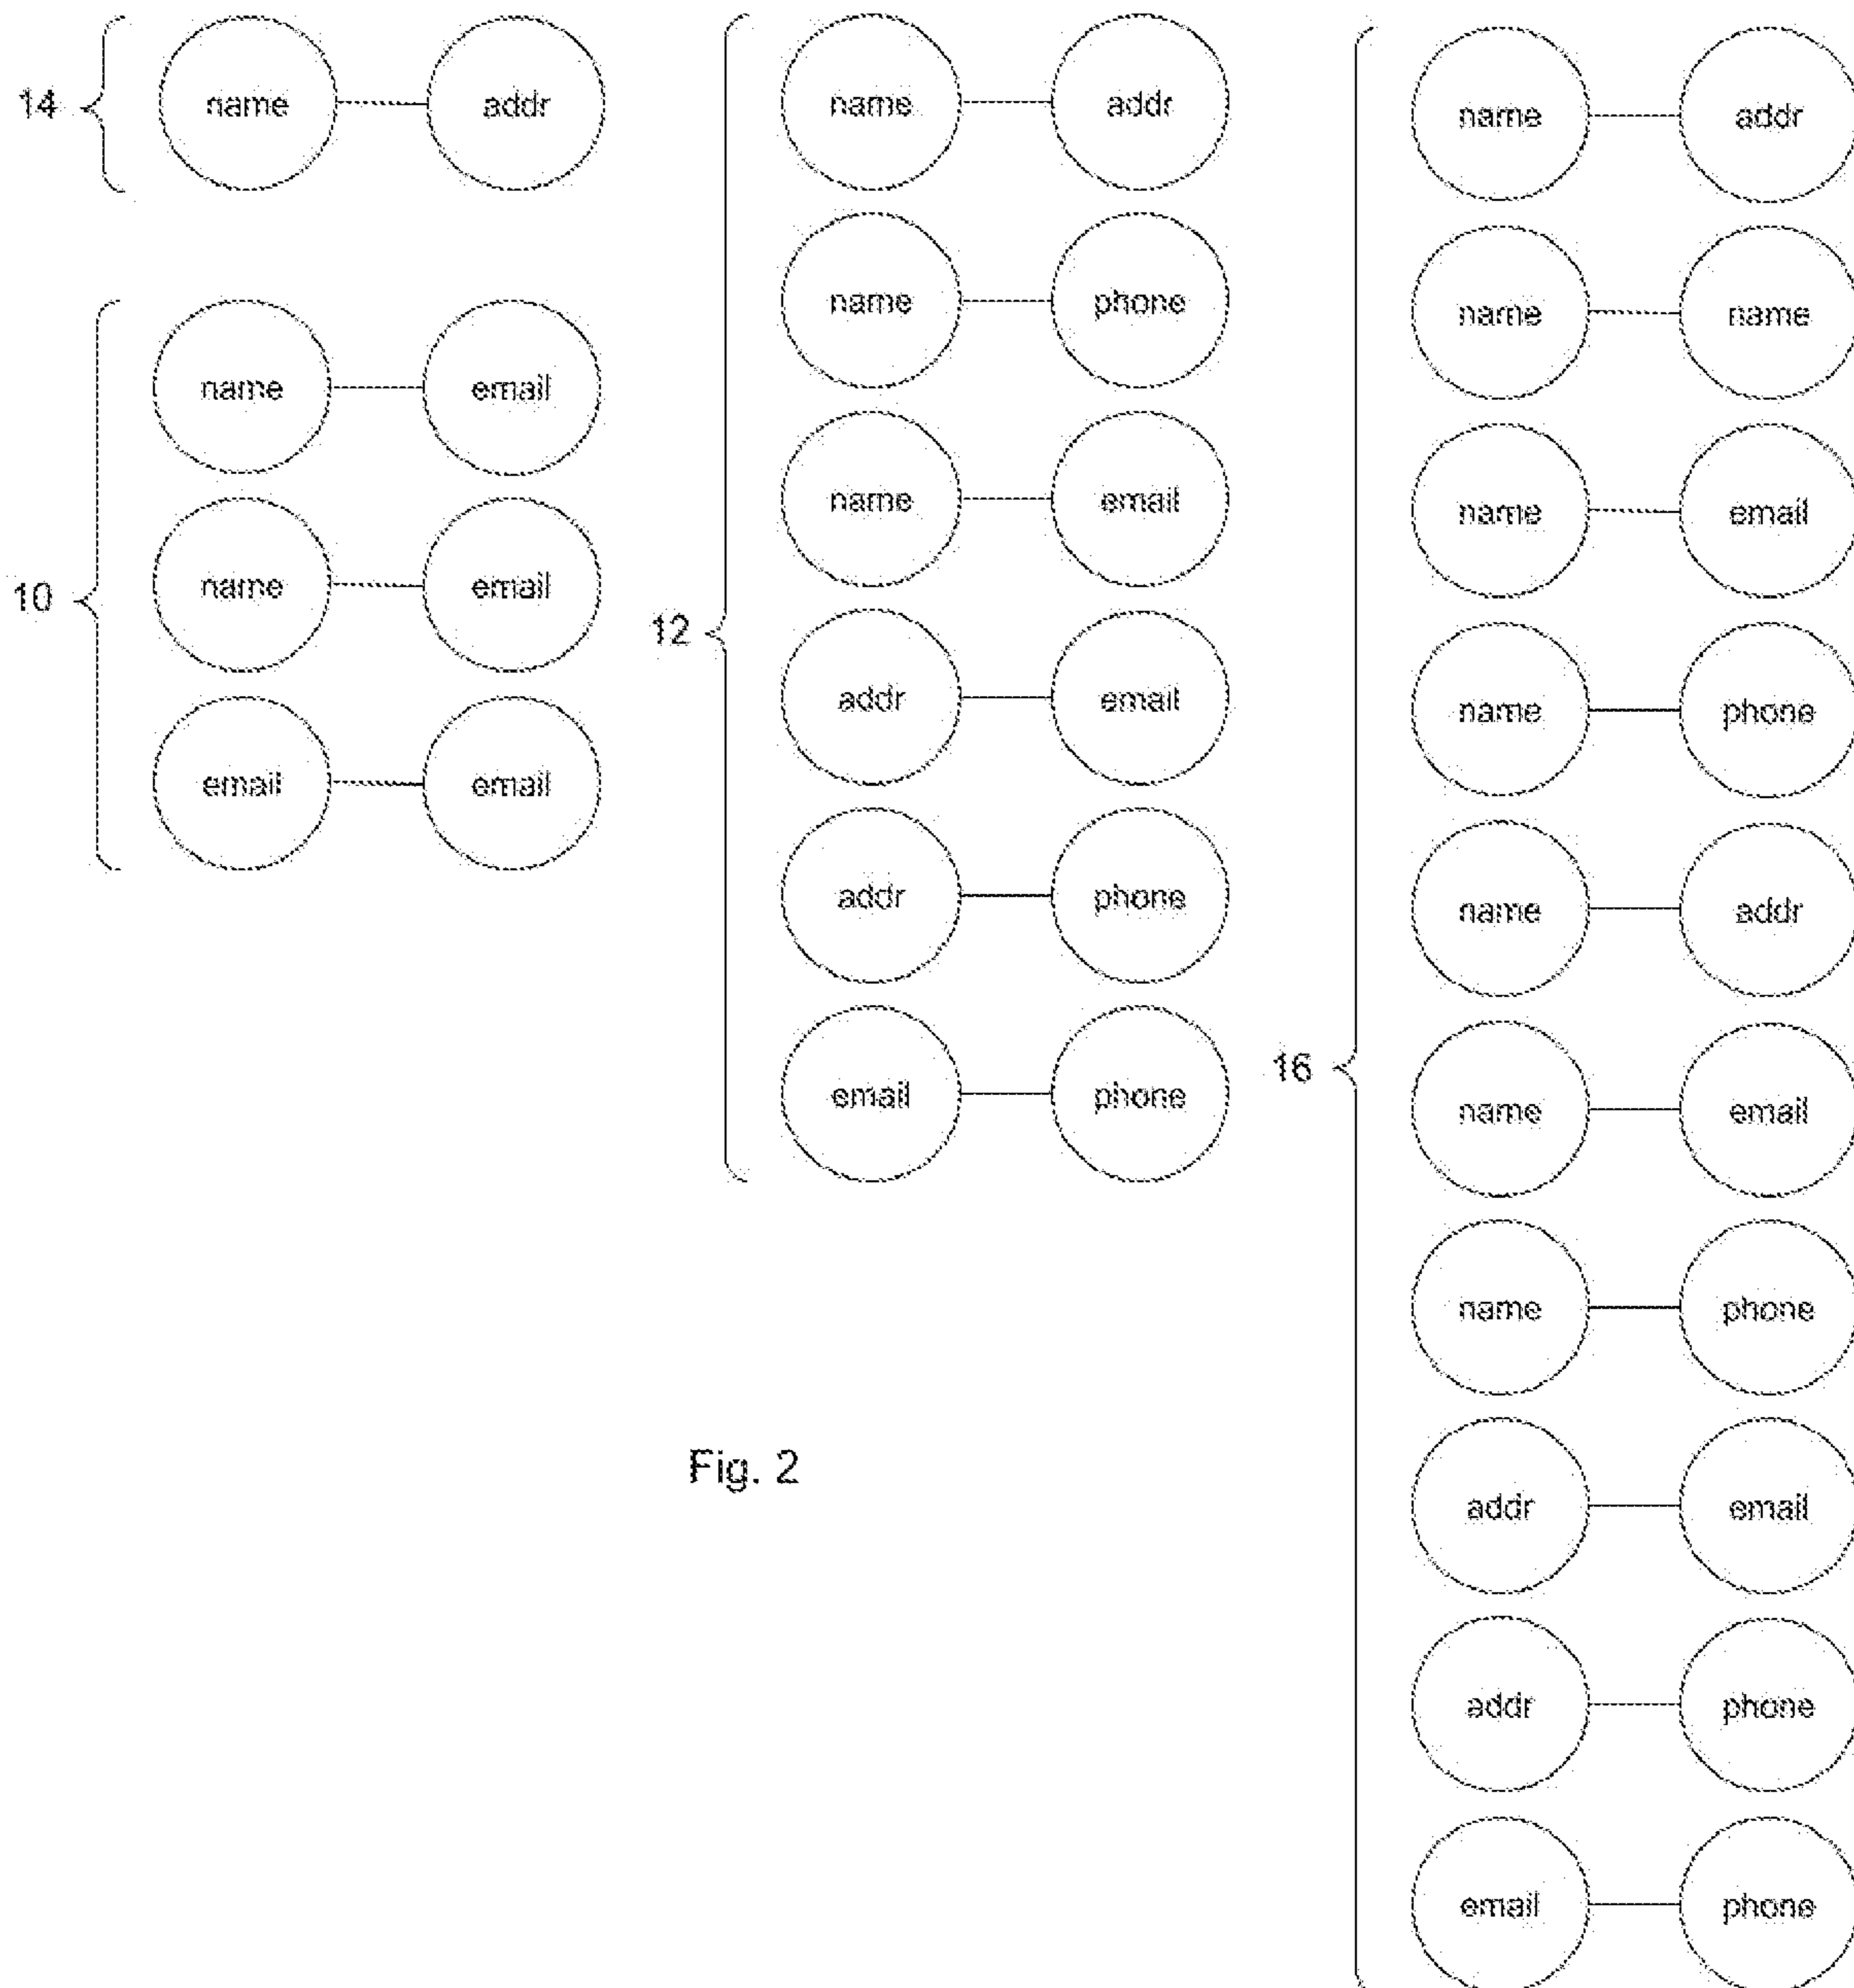 14
name addr
10
name email
name email
email email
12
name addr
name phone
name email
addr email
addr phone
email phone
16
name addr
name name
name email
name phone
name addr
name email
name phone
addr email
addr phone
email phone
Fig. 2